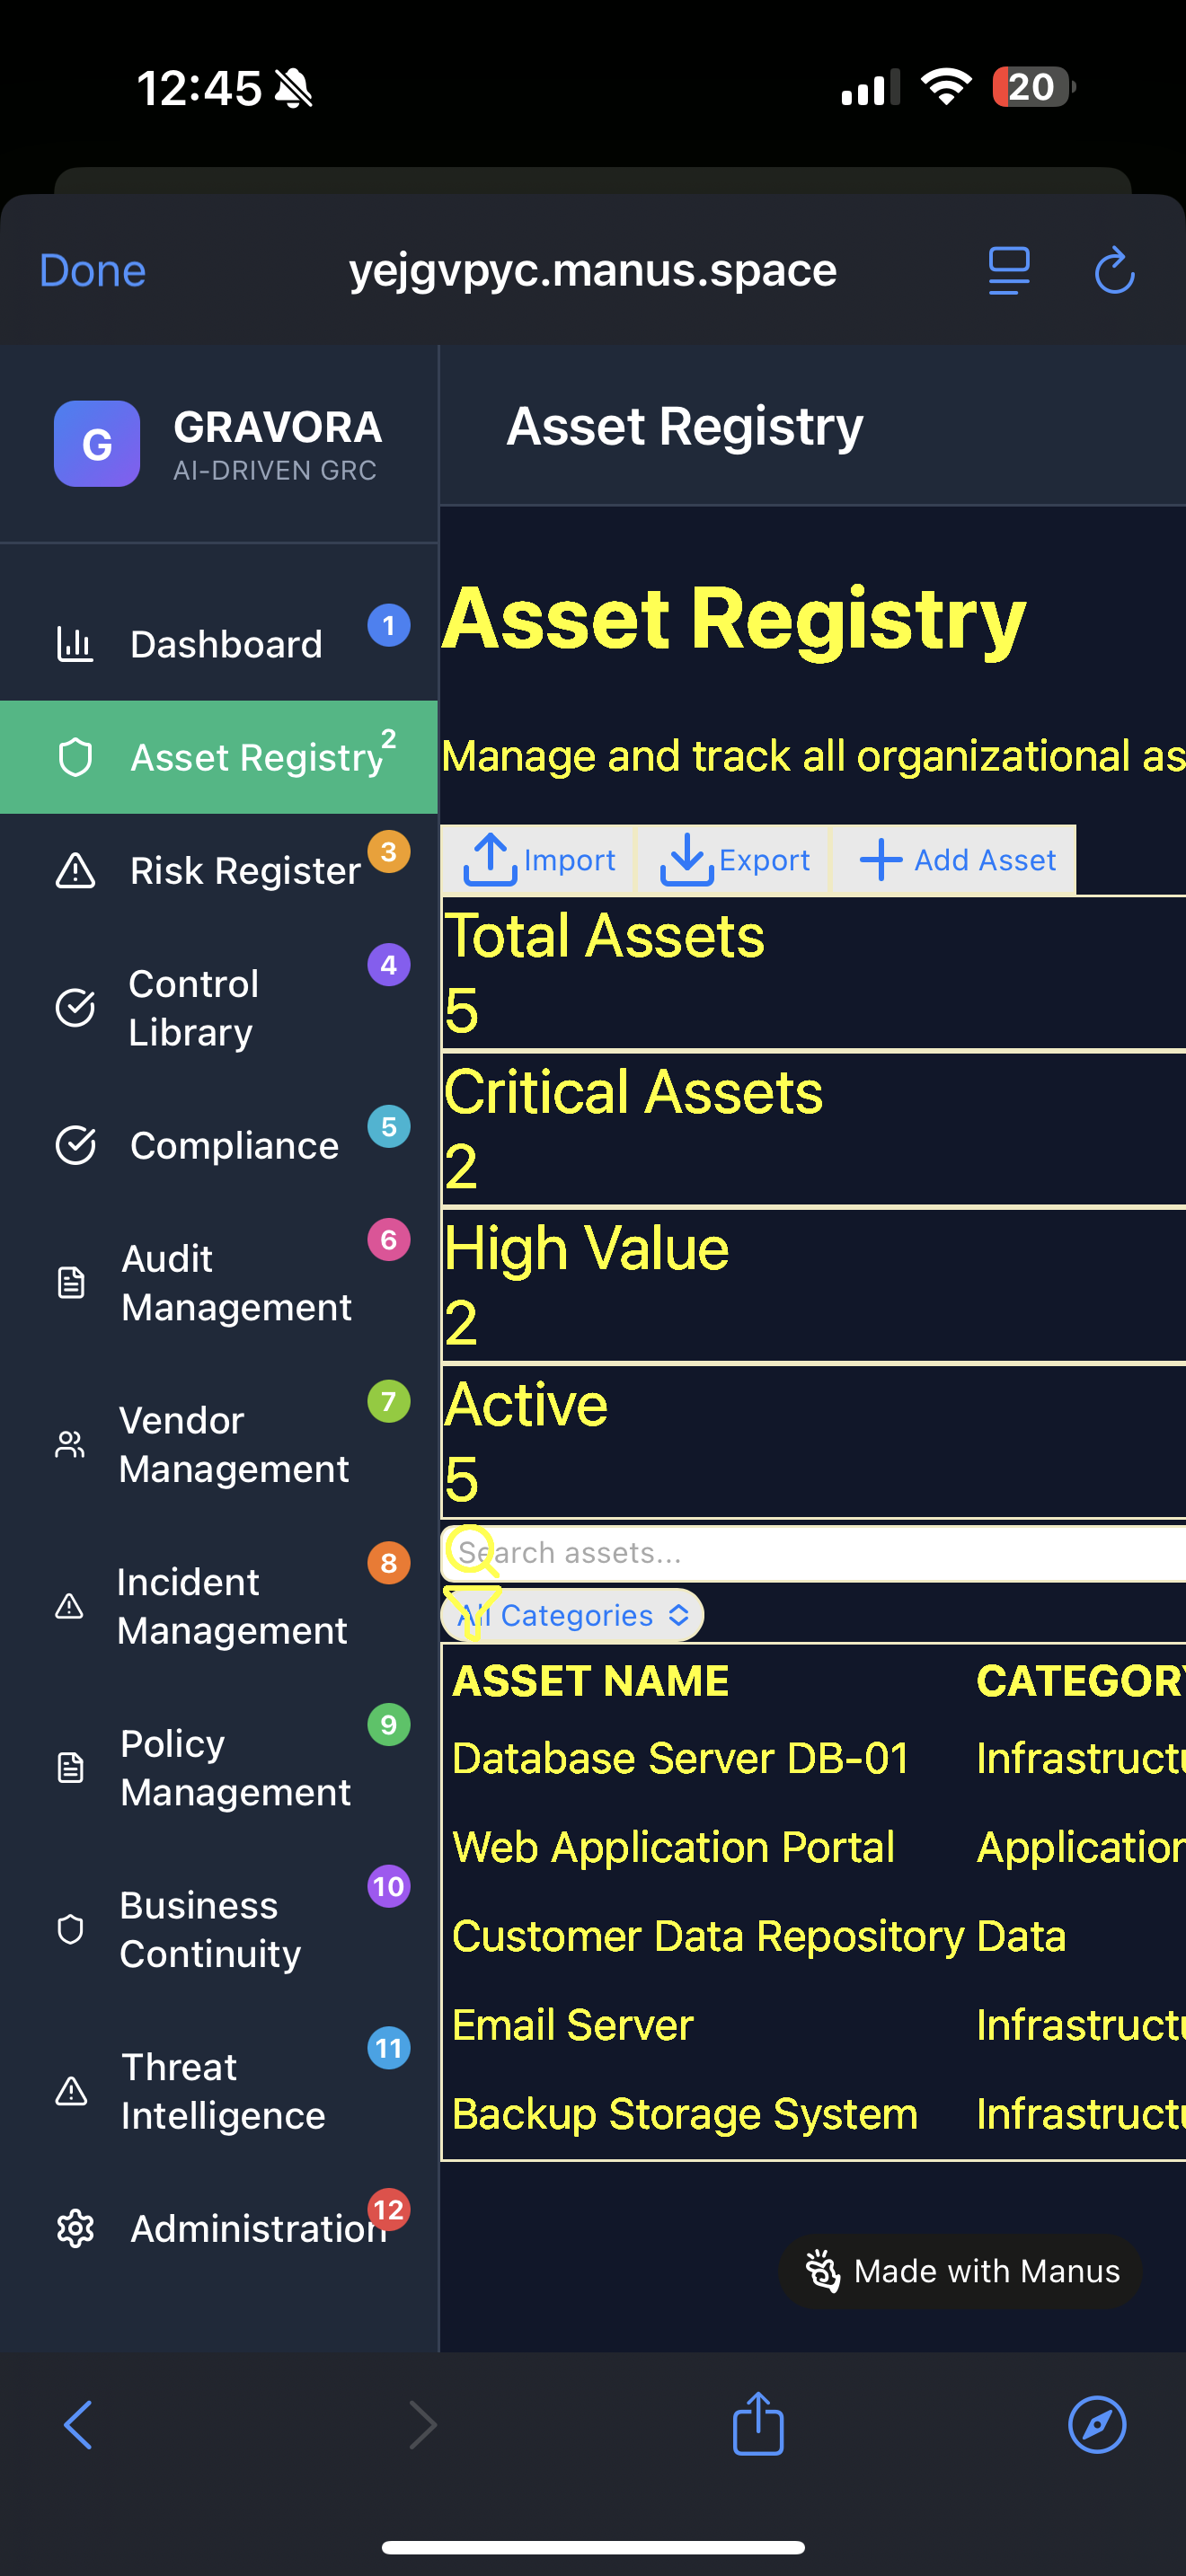 12:45
20
Done
yejgvpyc.manus.space
G
GRAVORA
AI-DRIVEN GRC
Dashboard
1
Asset Registry
2
Risk Register
3
Control
Library
4
Compliance
5
Audit
Management
6
Vendor
Management
7
Incident
Management
8
Policy
Management
9
Business
Continuity
10
Threat
Intelligence
11
Administration
12
Asset Registry
Asset Registry
Manage and track all organizational as
Import
Export
Add Asset
Total Assets
5
Critical Assets
2
High Value
2
Active
5
Search assets...
All Categories
ASSET NAME CATEGORY
Database Server DB-01 Infrastructu
Web Application Portal Application
Customer Data Repository Data
Email Server Infrastructu
Backup Storage System Infrastructu
Made with Manus